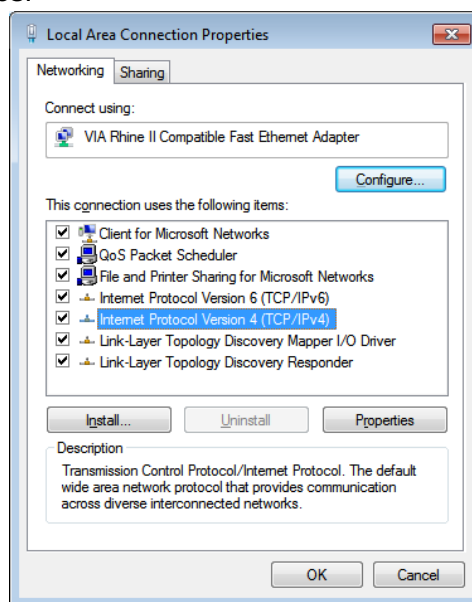 Local Area Connection Properties
Networking Sharing
Connect using:
VIA Rhine II Compatible Fast Ethernet Adapter
Configure...
This connection uses the following items:
Client for Microsoft Networks
QoS Packet Scheduler
File and Printer Sharing for Microsoft Networks
Internet Protocol Version 6 (TCP/IPv6)
Internet Protocol Version 4 (TCP/IPv4)
Link-Layer Topology Discovery Mapper I/O Driver
Link-Layer Topology Discovery Responder
Install... Uninstall Properties
Description
Transmission Control Protocol/Internet Protocol. The default
wide area network protocol that provides communication
across diverse interconnected networks.
OK Cancel